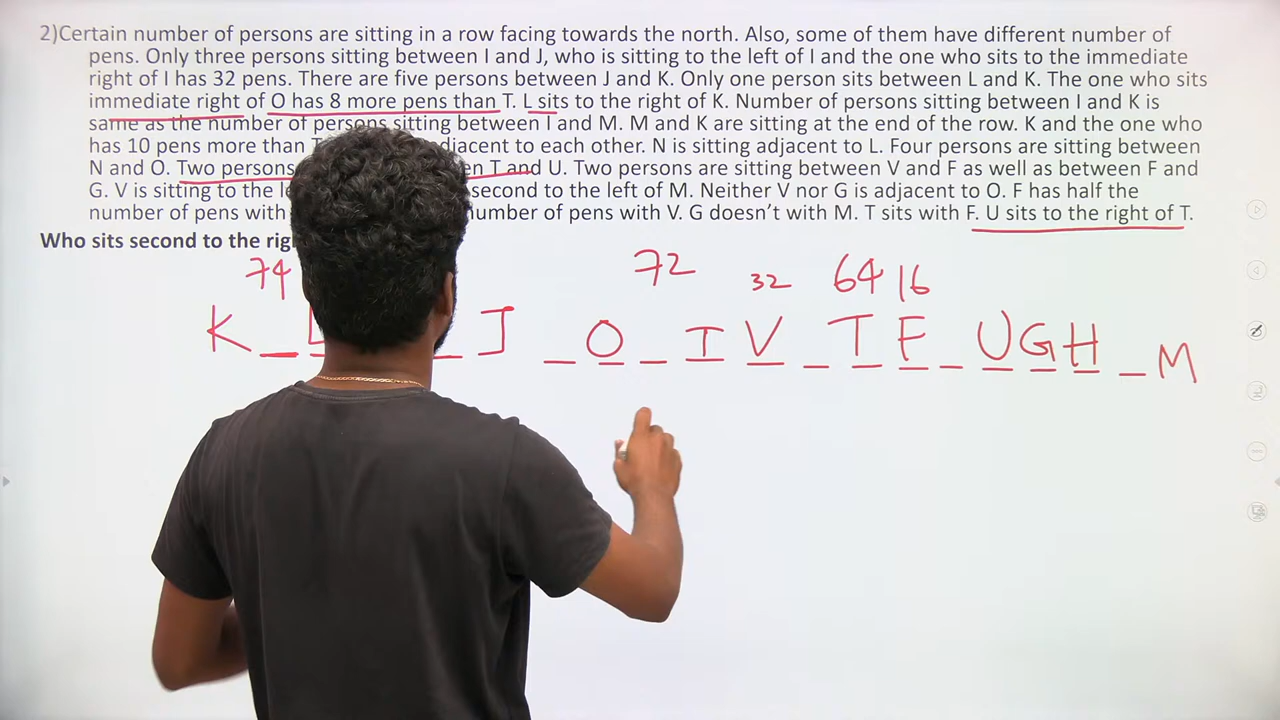 2)Certain number of persons are sitting in a row facing towards the north. Also, some of them have different number of
pens. Only three persons sitting between I and J, who is sitting to the left of I and the one who sits to the immediate
right of I has 32 pens. There are five persons between J and K. Only one person sits between L and K. The one who sits
immediate right of O has 8 more pens than T. L sits to the right of K. Number of persons sitting between I and K is
same as the number of persons sitting between I and M. M and K are sitting at the end of the row. K and the one who
has 10 pens more than to each other. N is sitting adjacent to L. Four persons are sitting between
N and O. Two persons T and U. Two persons are sitting between V and F as well as between F and
G. V is sitting to the second to the left of M. Neither V nor G is adjacent to O. F has half the
number of pens with number of pens with V. G doesn't with M. T sits with F. U sits to the right of T.
Who sits second to the
74 72 32 64 16
K _ L _ J _ O _ I V _ T F _ U G H _ M